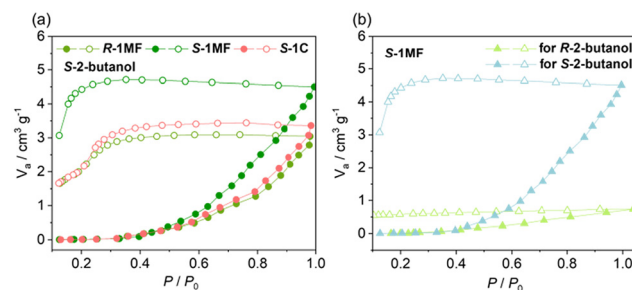 (a)
R-1MF
S-1MF
S-1C
S-2-butanol
Va / cm3 g-1
6
5
4
3
2
1
0
0.2
0.4
0.6
0.8
1.0
P / P0
(b)
S-1MF
for R-2-butanol
for S-2-butanol
Va / cm3 g-1
6
5
4
3
2
1
0
0.2
0.4
0.6
0.8
1.0
P / P0